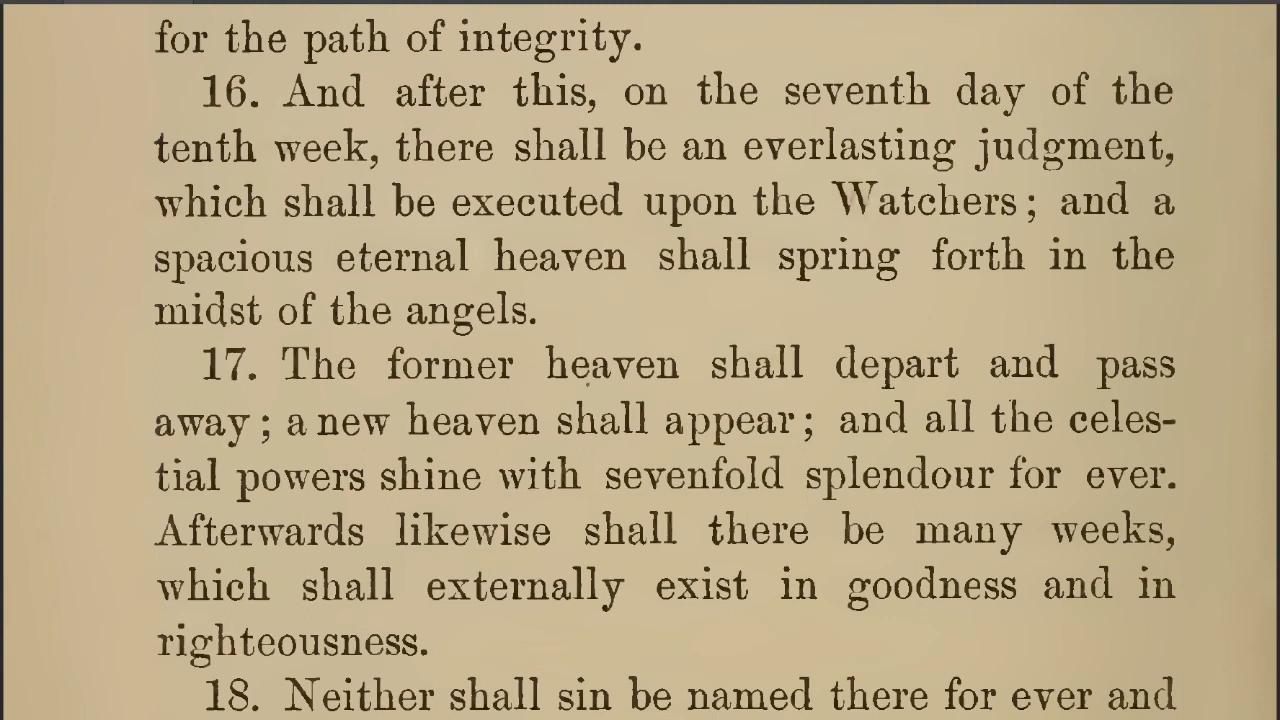 for the path of integrity.
16. And after this, on the seventh day of the
tenth week, there shall be an everlasting judgment,
which shall be executed upon the Watchers; and a
spacious eternal heaven shall spring forth in the
midst of the angels.
17. The former heaven shall depart and pass
away; a new heaven shall appear; and all the celes-
tial powers shine with sevenfold splendour for ever.
Afterwards likewise shall there be many weeks,
which shall externally exist in goodness and in
righteousness.
18. Neither shall sin be named there for ever and